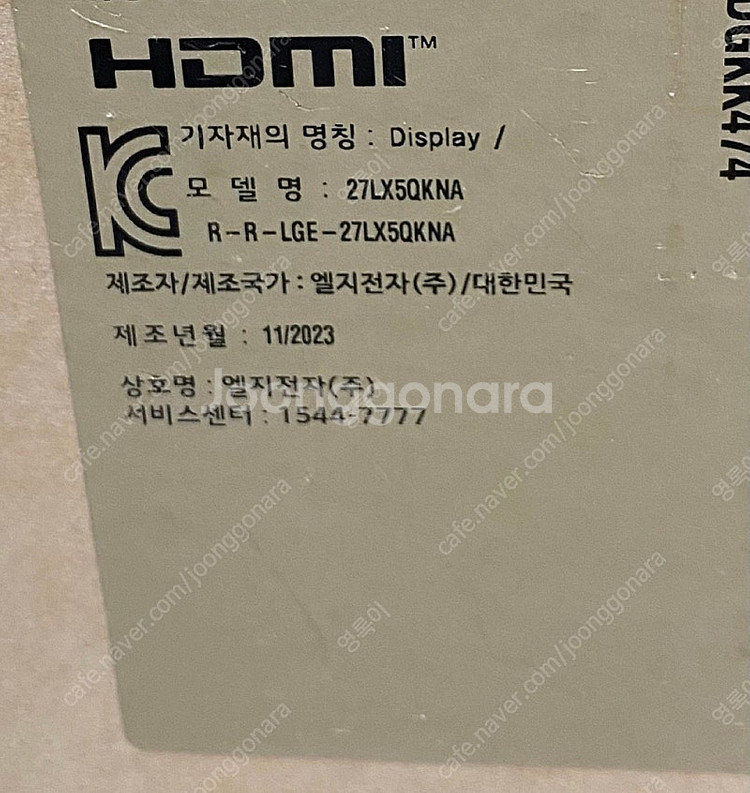 HDMI™
기자재의 명칭 : Display /
모 델 명 : 27LX5QKNA
R-R-LGE-27LX5QKNA
제조자/제조국가 : 엘지전자(주)/대한민국
제조년월 : 11/2023
상호명 : 엘지전자(주)
서비스센터 : 1544-7777
Joonggonara
cafe.naver.com/joonggonara
영록이